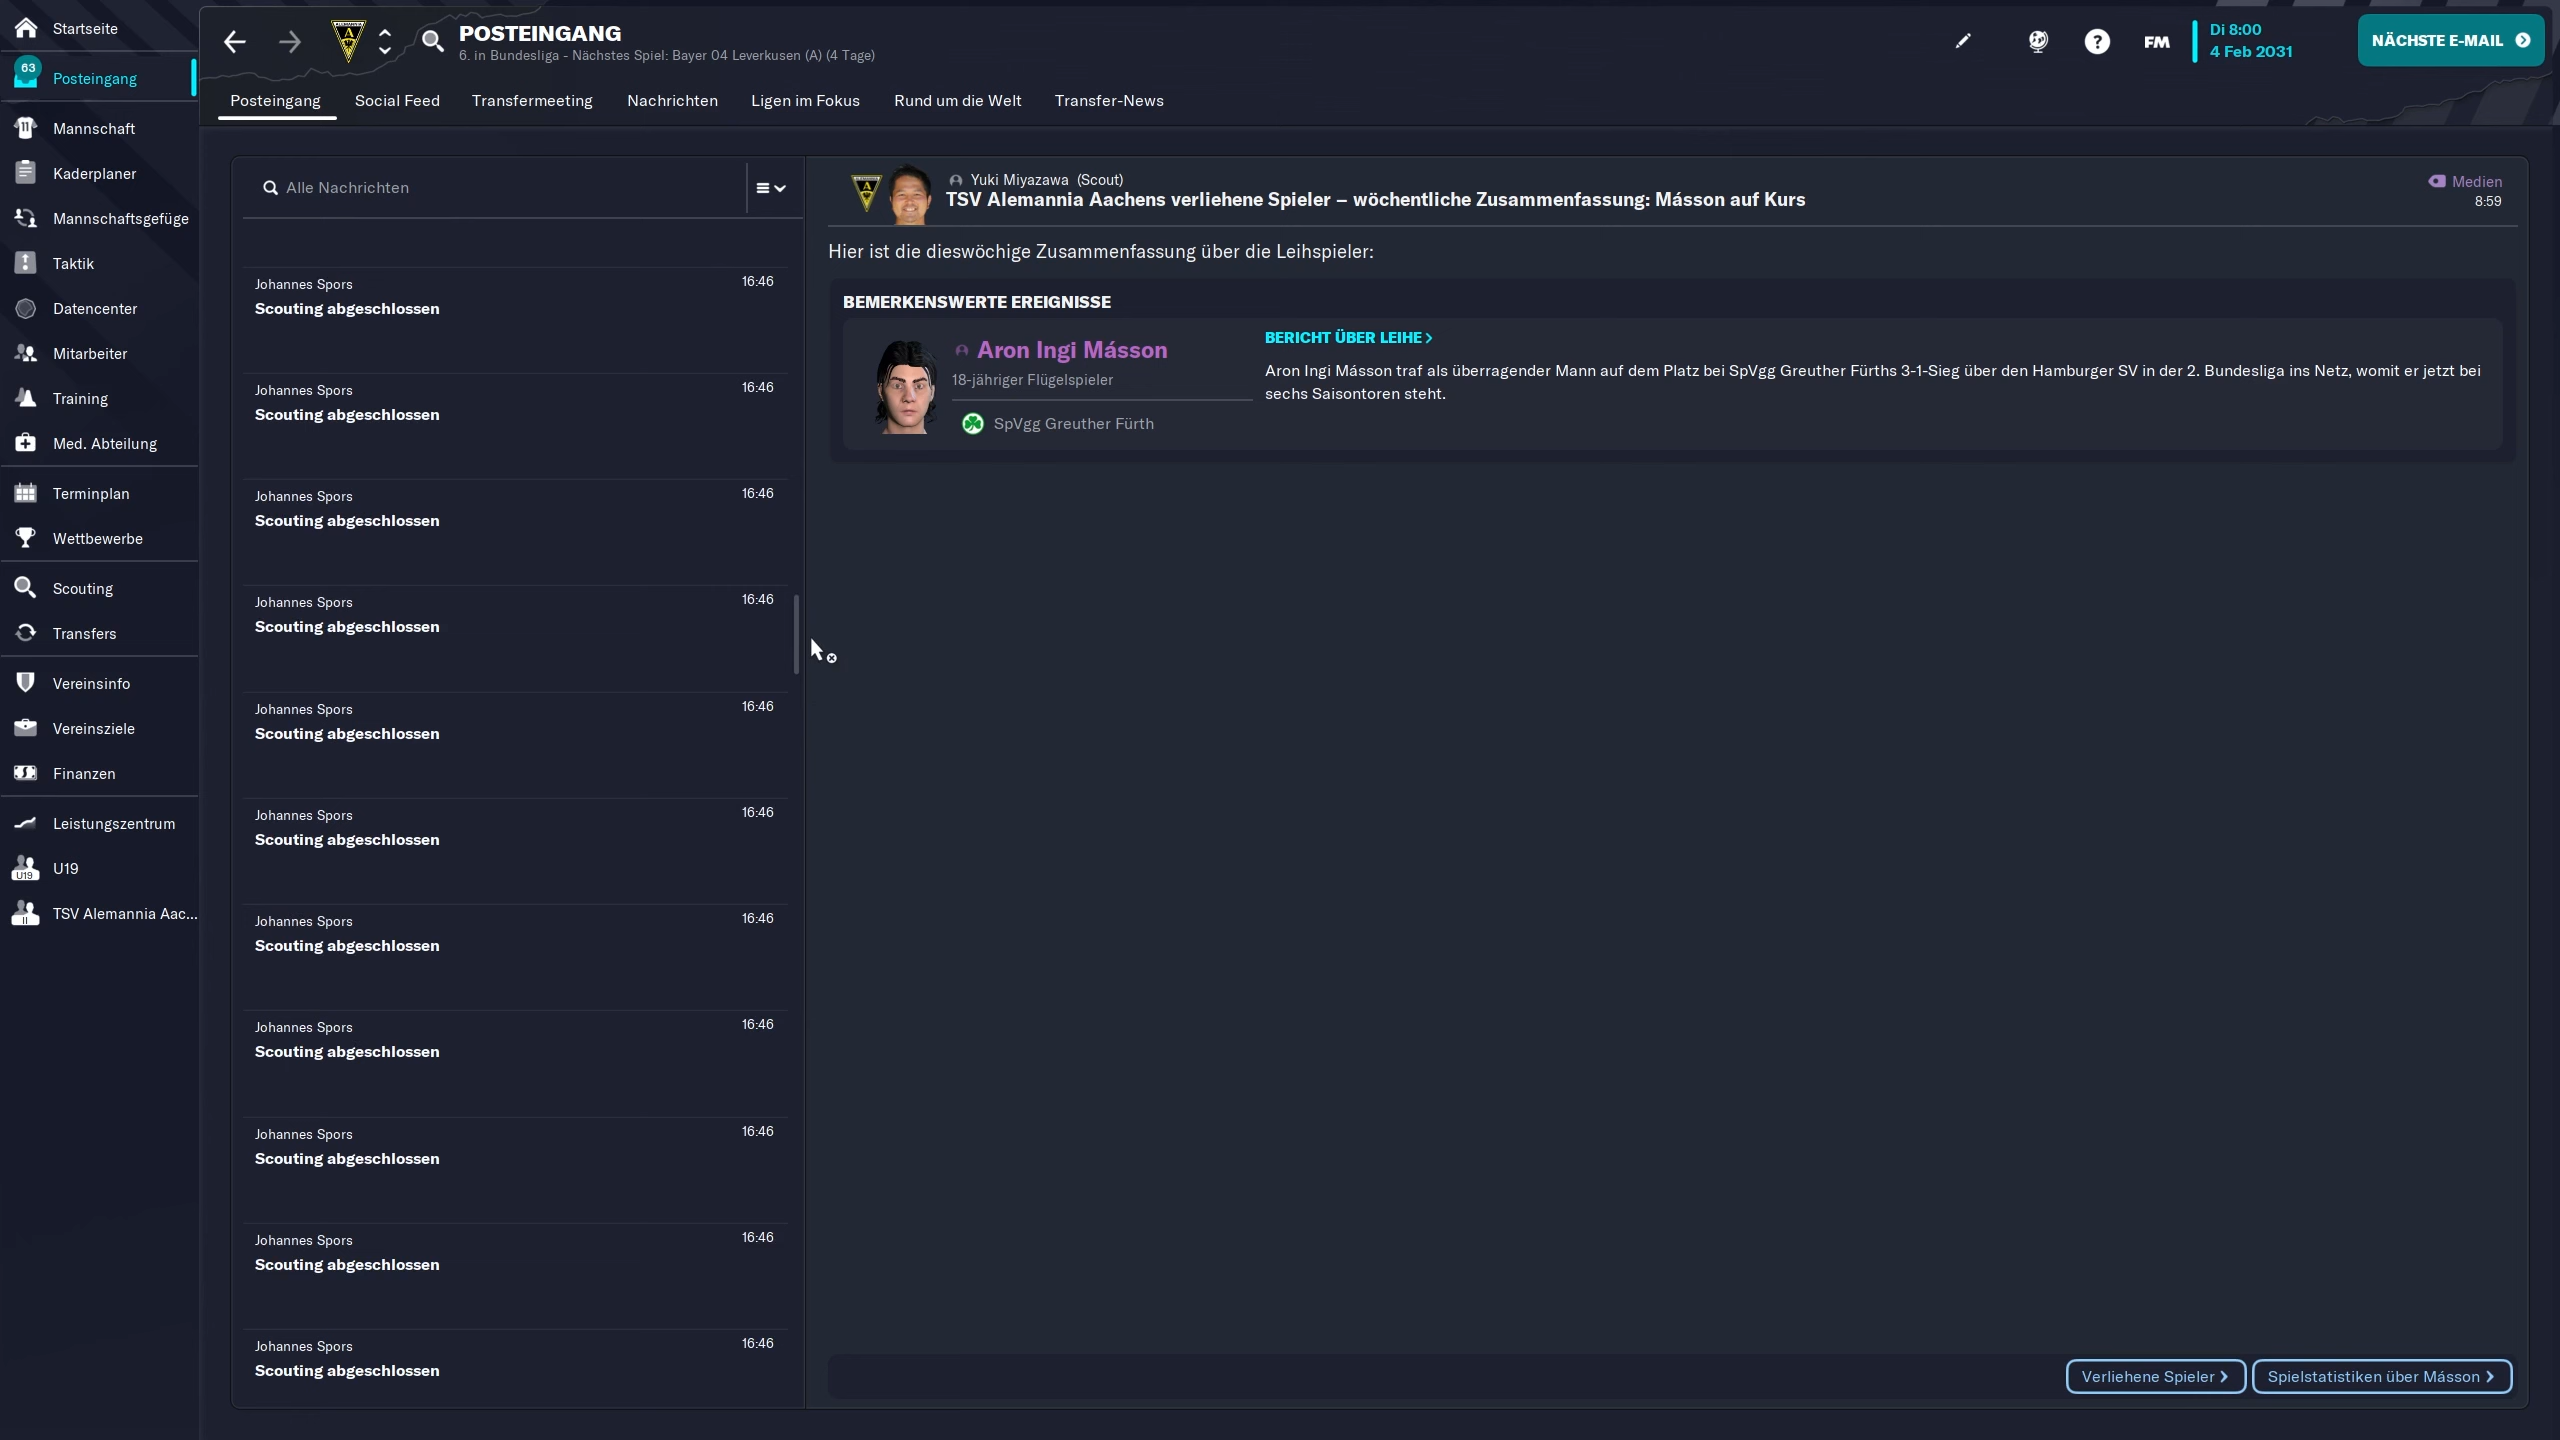 Startseite
63
Posteingang
Mannschaft
Kaderplaner
Mannschaftsgefüge
Taktik
Datencenter
Mitarbeiter
Training
Med. Abteilung
Terminplan
Wettbewerbe
Scouting
Transfers
Vereinsinfo
Vereinsziele
Finanzen
Leistungszentrum
U19
U19
II
TSV Alemannia Aac...
POSTEINGANG
6. in Bundesliga - Nächstes Spiel: Bayer 04 Leverkusen (A) (4 Tage)
FM
Di 8:00
4 Feb 2031
NÄCHSTE E-MAIL
Posteingang Social Feed Transfermeeting Nachrichten Ligen im Fokus Rund um die Welt Transfer-News
Alle Nachrichten
Johannes Spors 16:46
Scouting abgeschlossen
Johannes Spors 16:46
Scouting abgeschlossen
Johannes Spors 16:46
Scouting abgeschlossen
Johannes Spors 16:46
Scouting abgeschlossen
Johannes Spors 16:46
Scouting abgeschlossen
Johannes Spors 16:46
Scouting abgeschlossen
Johannes Spors 16:46
Scouting abgeschlossen
Johannes Spors 16:46
Scouting abgeschlossen
Johannes Spors 16:46
Scouting abgeschlossen
Johannes Spors 16:46
Scouting abgeschlossen
Johannes Spors 16:46
Scouting abgeschlossen
Yuki Miyazawa (Scout)
TSV Alemannia Aachens verliehene Spieler – wöchentliche Zusammenfassung: Másson auf Kurs
Medien
8:59
Hier ist die dieswöchige Zusammenfassung über die Leihspieler:
BEMERKENSWERTE EREIGNISSE
Aron Ingi Másson
18-jähriger Flügelspieler
SpVgg Greuther Fürth
BERICHT ÜBER LEIHE
Aron Ingi Másson traf als überragender Mann auf dem Platz bei SpVgg Greuther Fürths 3-1-Sieg über den Hamburger SV in der 2. Bundesliga ins Netz, womit er jetzt bei
sechs Saisontoren steht.
Verliehene Spieler
Spielstatistiken über Másson